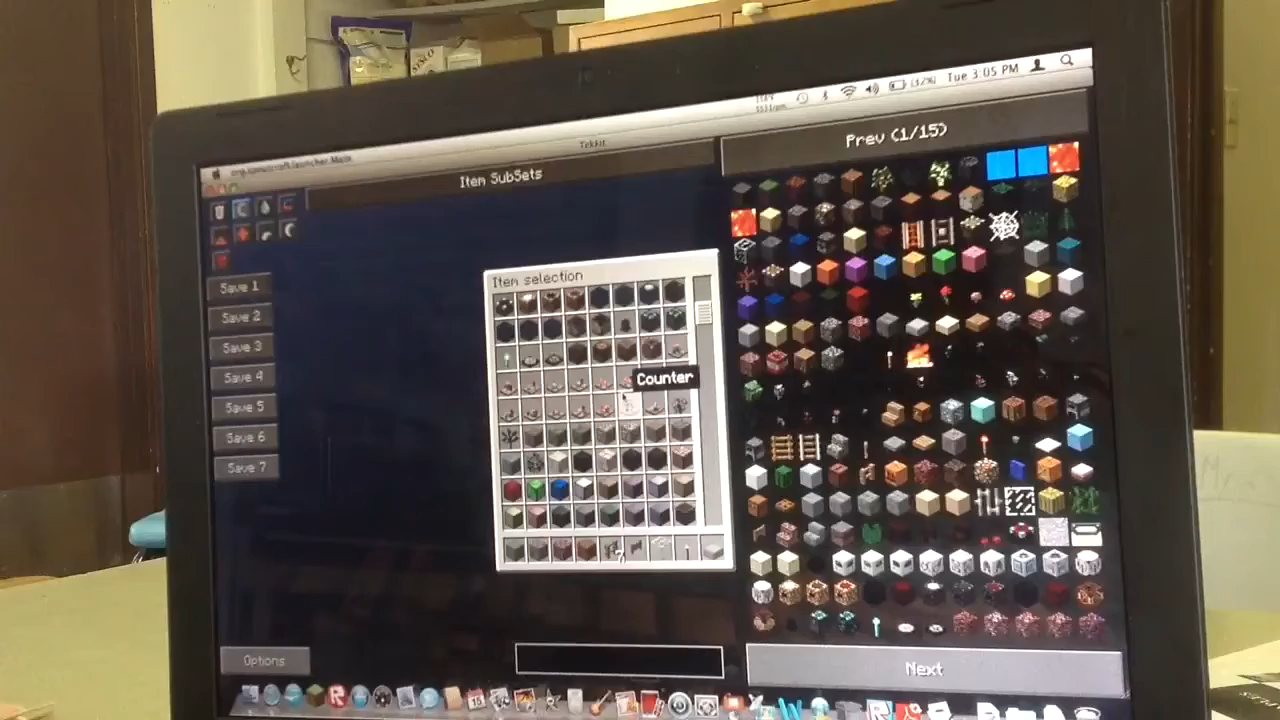 Tue 3:05 PM
Tekkit
Prev (1/15)
Item SubSets
Item selection
Save 1
Save 2
Save 3
Save 4
Save 5
Save 6
Save 7
Counter
7
Options
Next